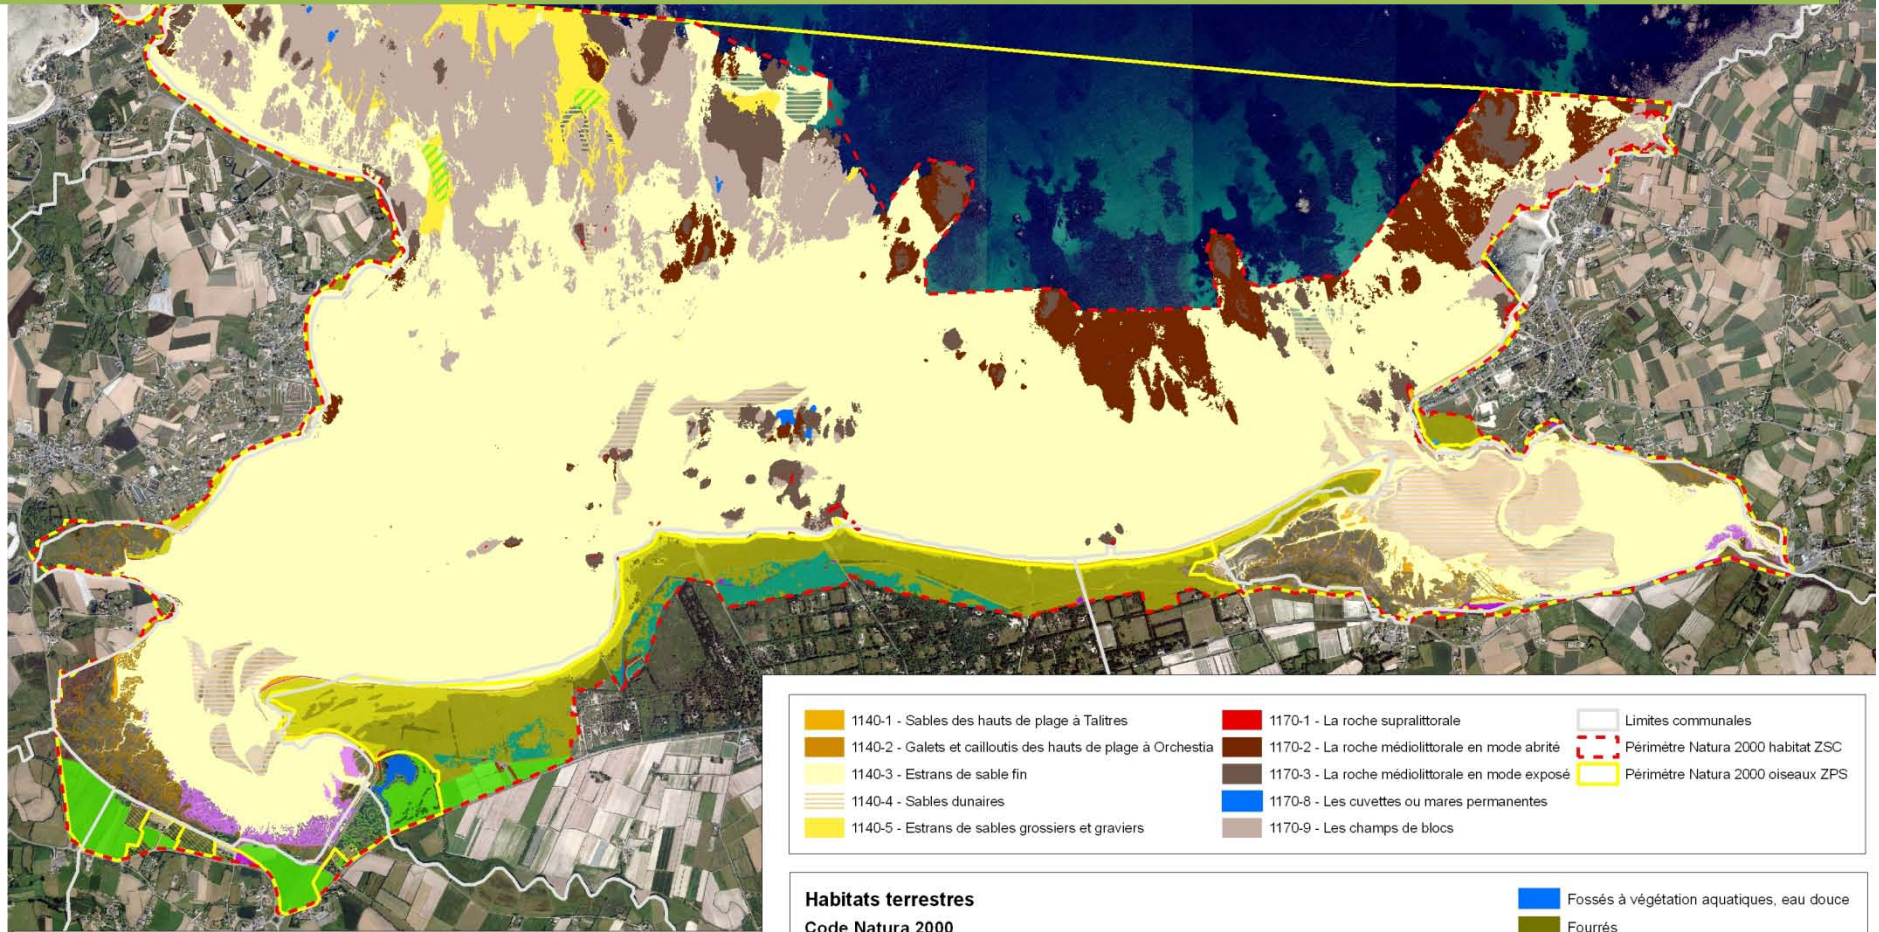 1140-1 - Sables des hauts de plage à Talitres
1140-2 - Galets et cailloutis des hauts de plage à Orchestia
1140-3 - Estrans de sable fin
1140-4 - Sables dunaires
1140-5 - Estrans de sables grossiers et graviers
1170-1 - La roche supralittorale
1170-2 - La roche médiolittorale en mode abrité
1170-3 - La roche médiolittorale en mode exposé
1170-8 - Les cuvettes ou mares permanentes
1170-9 - Les champs de blocs
Limites communales
Périmètre Natura 2000 habitat ZSC
Périmètre Natura 2000 oiseaux ZPS
Habitats terrestres
Code Natura 2000
Fossés à végétation aquatiques, eau douce
Fourrés